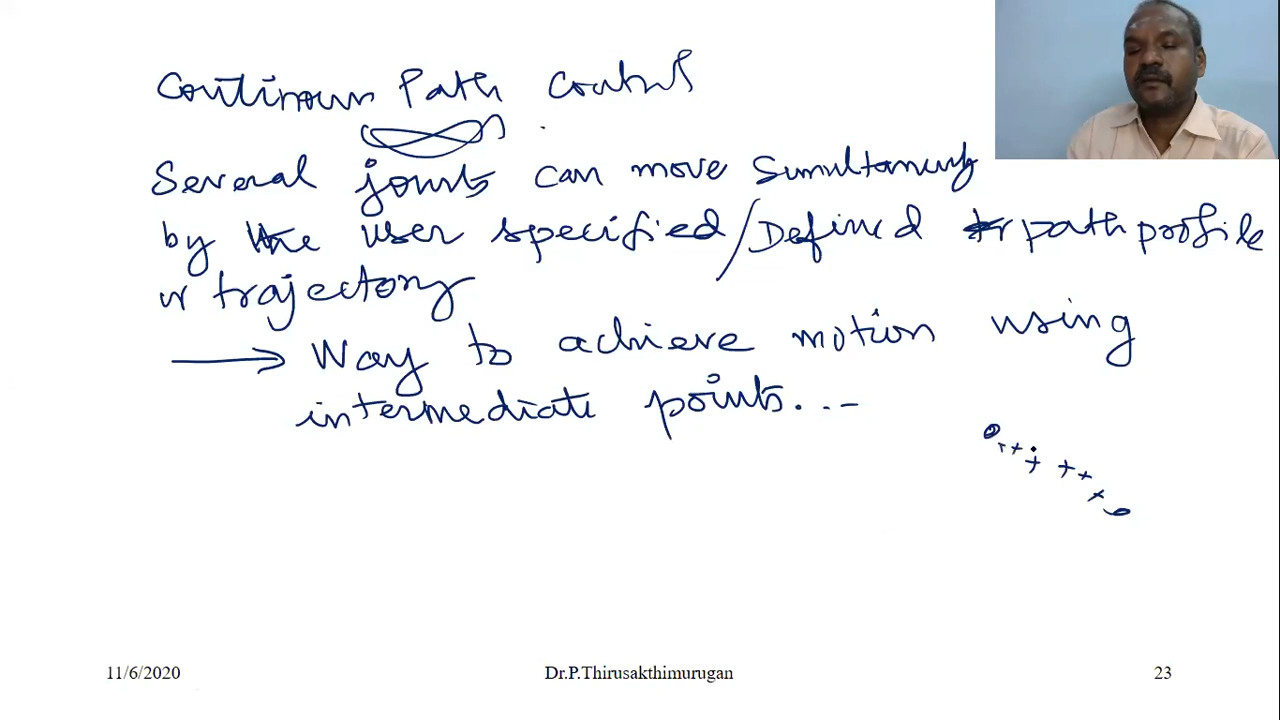 Continuous Path Control
Several joints can move Simultaneously
by the user specified/Defined path profile
or trajectory
→ Way to achieve motion using
intermediate points...-
11/6/2020 Dr.P.Thirusakthimurugan 23